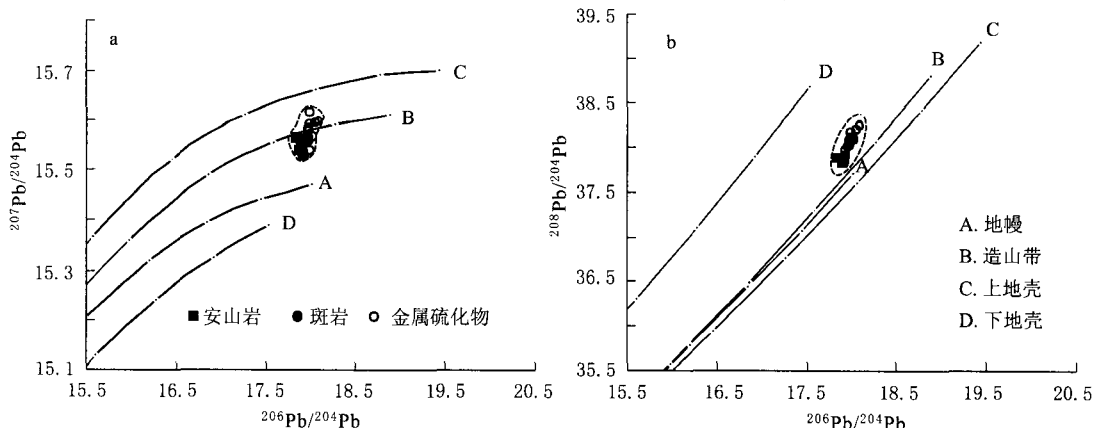 a
15.7
15.5
15.3
15.1
²⁰⁷Pb/²⁰⁴Pb
C
B
A
D
■安山岩 ●斑岩 ○金属硫化物
15.5 16.5 17.5 18.5 19.5 20.5
²⁰⁶Pb/²⁰⁴Pb
b
39.5
38.5
37.5
36.5
35.5
²⁰⁸Pb/²⁰⁴Pb
D
B
C
A
A. 地幔
B. 造山带
C. 上地壳
D. 下地壳
15.5 16.5 17.5 18.5 19.5 20.5
²⁰⁶Pb/²⁰⁴Pb